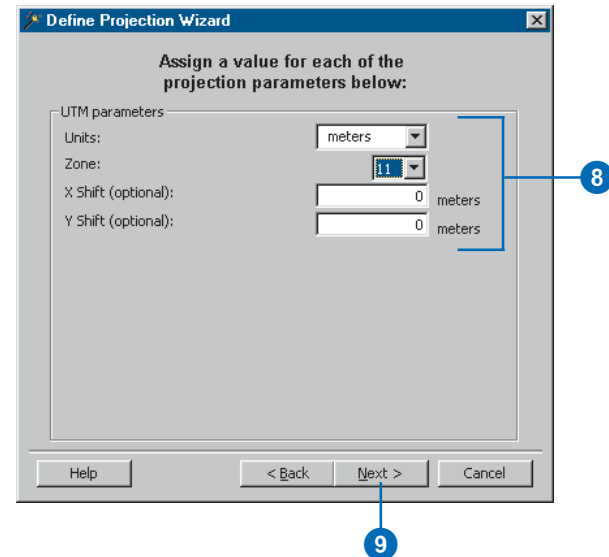 Define Projection Wizard
Assign a value for each of the
projection parameters below:
UTM parameters
Units: meters
Zone: 11
X Shift (optional): 0 meters
Y Shift (optional): 0 meters
8
Help < Back Next > Cancel
9